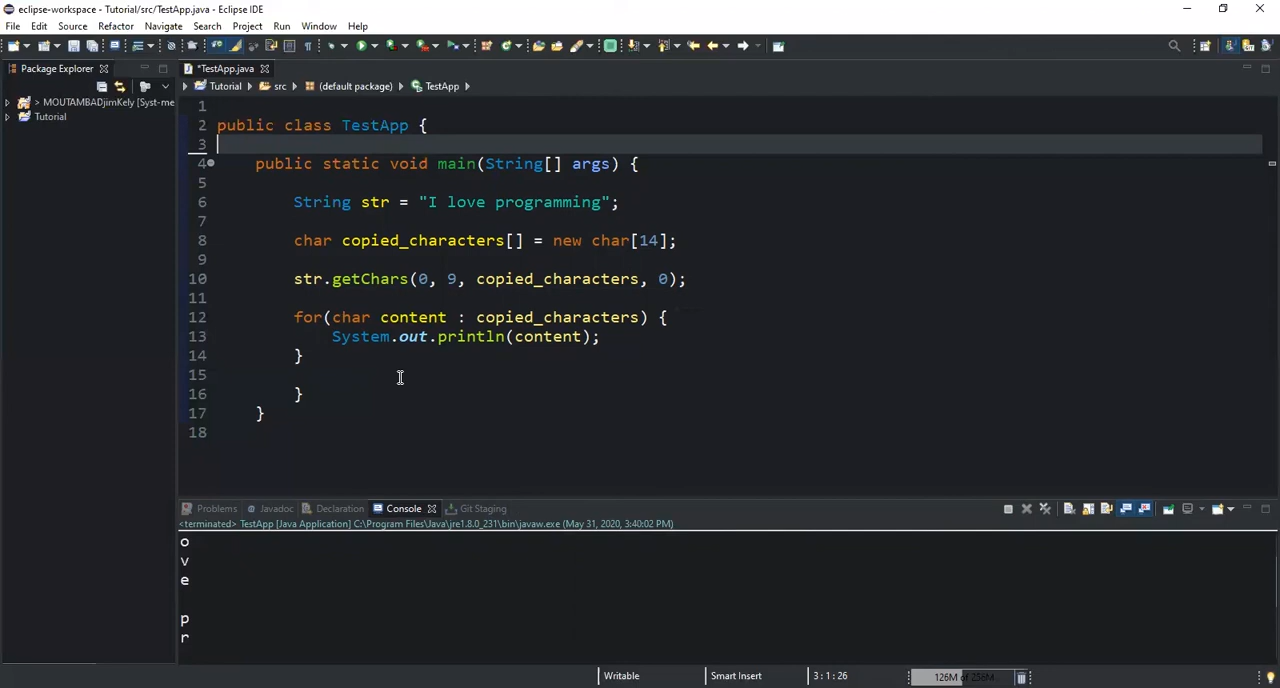 eclipse-workspace - Tutorial/src/TestApp.java - Eclipse IDE
File Edit Source Refactor Navigate Search Project Run Window Help
Package Explorer
*TestApp.java
Tutorial src (default package) TestApp
> MOUTAMBADjimKely [Syst-me
Tutorial
1
2 public class TestApp {
3
4 public static void main(String[] args) {
5
6 String str = "I love programming";
7
8 char copied_characters[] = new char[14];
9
10 str.getChars(0, 9, copied_characters, 0);
11
12 for(char content : copied_characters) {
13 System.out.println(content);
14 }
15
16 }
17 }
18
Problems Javadoc Declaration Console Git Staging
<terminated> TestApp [Java Application] C:\Program Files\Java\jre1.8.0_231\bin\javaw.exe (May 31, 2020, 3:40:02 PM)
o
v
e
p
r
Writable Smart Insert 3:1:26 126M of 256M